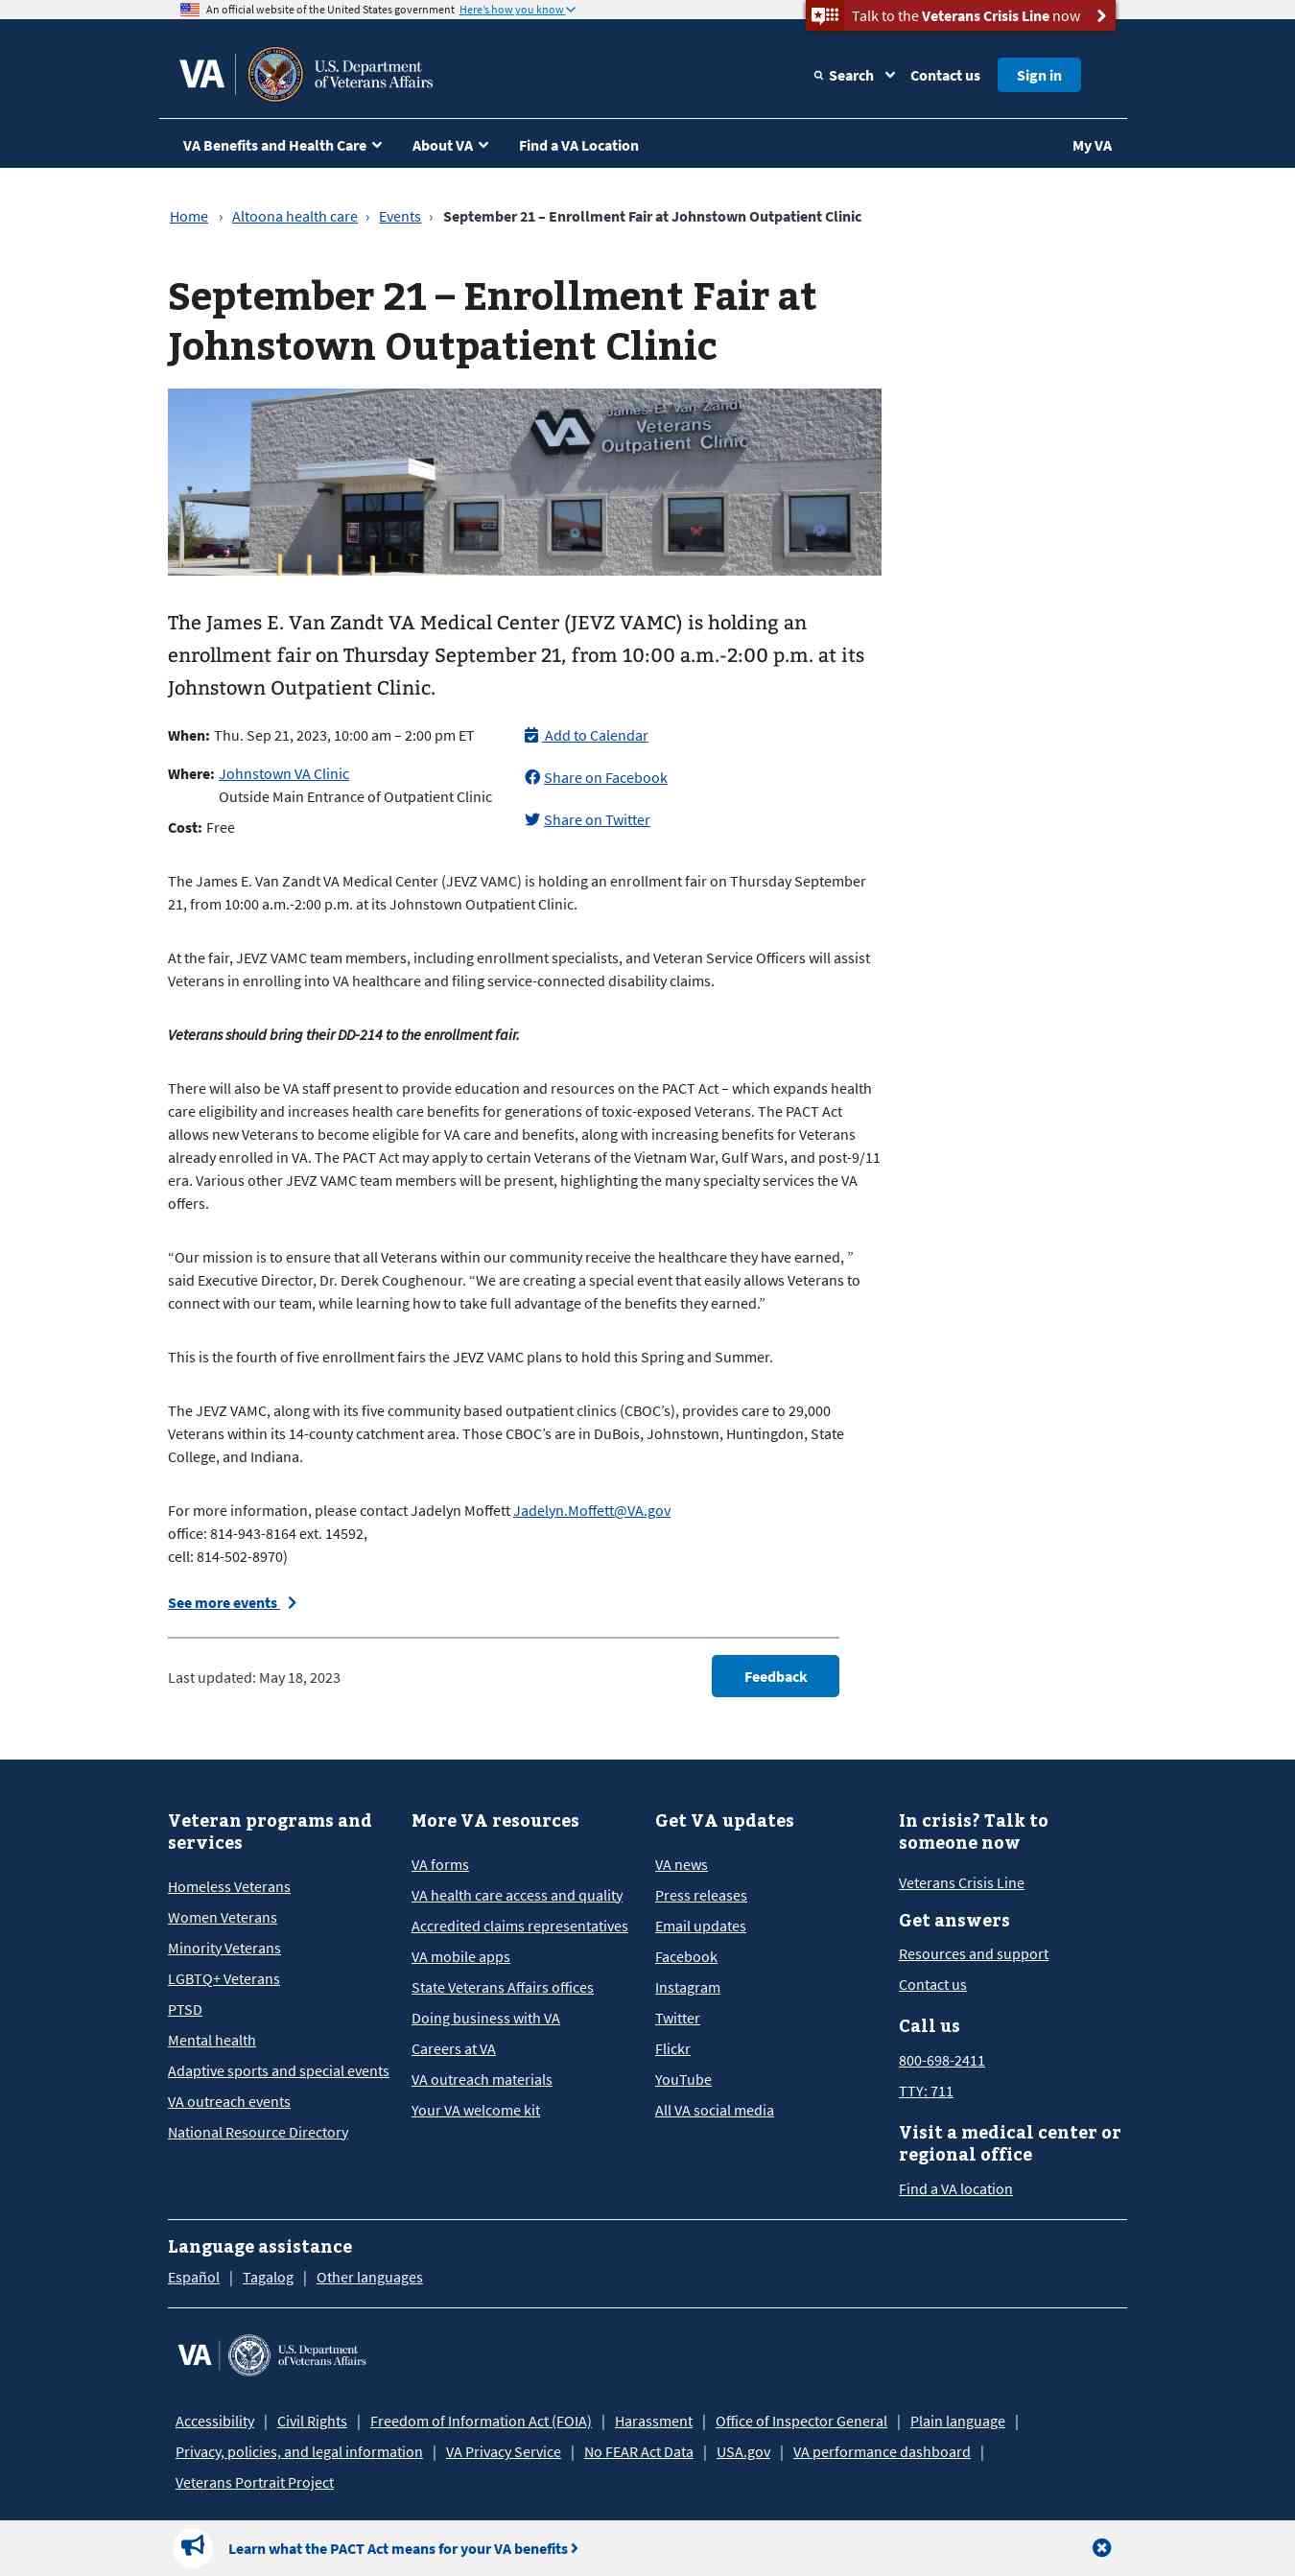 An official website of the United States government Here's how you know
Talk to the Veterans Crisis Line now
VA
U.S. Department
of Veterans Affairs
Search
Contact us
Sign in
VA Benefits and Health Care
About VA
Find a VA Location
My VA
Home › Altoona health care › Events › September 21 – Enrollment Fair at Johnstown Outpatient Clinic
September 21 – Enrollment Fair at
Johnstown Outpatient Clinic
VA
James E. Van Zandt
Veterans
Outpatient Clinic
The James E. Van Zandt VA Medical Center (JEVZ VAMC) is holding an
enrollment fair on Thursday September 21, from 10:00 a.m.-2:00 p.m. at its
Johnstown Outpatient Clinic.
When: Thu. Sep 21, 2023, 10:00 am – 2:00 pm ET
Where: Johnstown VA Clinic
Outside Main Entrance of Outpatient Clinic
Cost: Free
Add to Calendar
Share on Facebook
Share on Twitter
The James E. Van Zandt VA Medical Center (JEVZ VAMC) is holding an enrollment fair on Thursday September
21, from 10:00 a.m.-2:00 p.m. at its Johnstown Outpatient Clinic.
At the fair, JEVZ VAMC team members, including enrollment specialists, and Veteran Service Officers will assist
Veterans in enrolling into VA healthcare and filing service-connected disability claims.
Veterans should bring their DD-214 to the enrollment fair.
There will also be VA staff present to provide education and resources on the PACT Act – which expands health
care eligibility and increases health care benefits for generations of toxic-exposed Veterans. The PACT Act
allows new Veterans to become eligible for VA care and benefits, along with increasing benefits for Veterans
already enrolled in VA. The PACT Act may apply to certain Veterans of the Vietnam War, Gulf Wars, and post-9/11
era. Various other JEVZ VAMC team members will be present, highlighting the many specialty services the VA
offers.
“Our mission is to ensure that all Veterans within our community receive the healthcare they have earned, ”
said Executive Director, Dr. Derek Coughenour. “We are creating a special event that easily allows Veterans to
connect with our team, while learning how to take full advantage of the benefits they earned.”
This is the fourth of five enrollment fairs the JEVZ VAMC plans to hold this Spring and Summer.
The JEVZ VAMC, along with its five community based outpatient clinics (CBOC’s), provides care to 29,000
Veterans within its 14-county catchment area. Those CBOC’s are in DuBois, Johnstown, Huntingdon, State
College, and Indiana.
For more information, please contact Jadelyn Moffett Jadelyn.Moffett@VA.gov
office: 814-943-8164 ext. 14592,
cell: 814-502-8970)
See more events
Last updated: May 18, 2023
Feedback
Veteran programs and
services
Homeless Veterans
Women Veterans
Minority Veterans
LGBTQ+ Veterans
PTSD
Mental health
Adaptive sports and special events
VA outreach events
National Resource Directory
More VA resources
VA forms
VA health care access and quality
Accredited claims representatives
VA mobile apps
State Veterans Affairs offices
Doing business with VA
Careers at VA
VA outreach materials
Your VA welcome kit
Get VA updates
VA news
Press releases
Email updates
Facebook
Instagram
Twitter
Flickr
YouTube
All VA social media
In crisis? Talk to
someone now
Veterans Crisis Line
Get answers
Resources and support
Contact us
Call us
800-698-2411
TTY: 711
Visit a medical center or
regional office
Find a VA location
Language assistance
Español | Tagalog | Other languages
VA
U.S. Department
of Veterans Affairs
Accessibility | Civil Rights | Freedom of Information Act (FOIA) | Harassment | Office of Inspector General | Plain language |
Privacy, policies, and legal information | VA Privacy Service | No FEAR Act Data | USA.gov | VA performance dashboard |
Veterans Portrait Project
Learn what the PACT Act means for your VA benefits